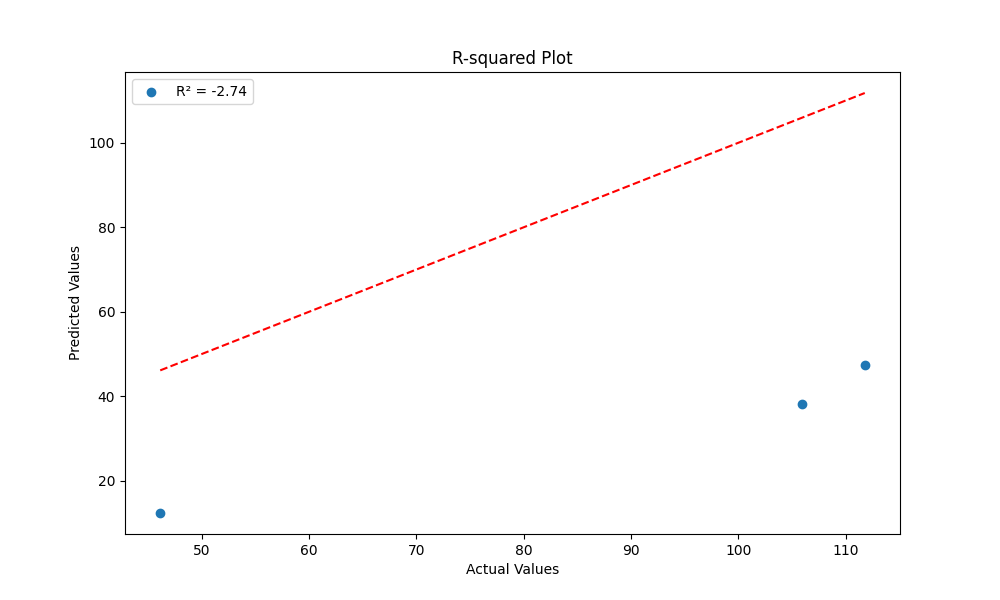 R-squared Plot
R² = -2.74
100
80
60
40
20
Predicted Values
50 60 70 80 90 100 110
Actual Values